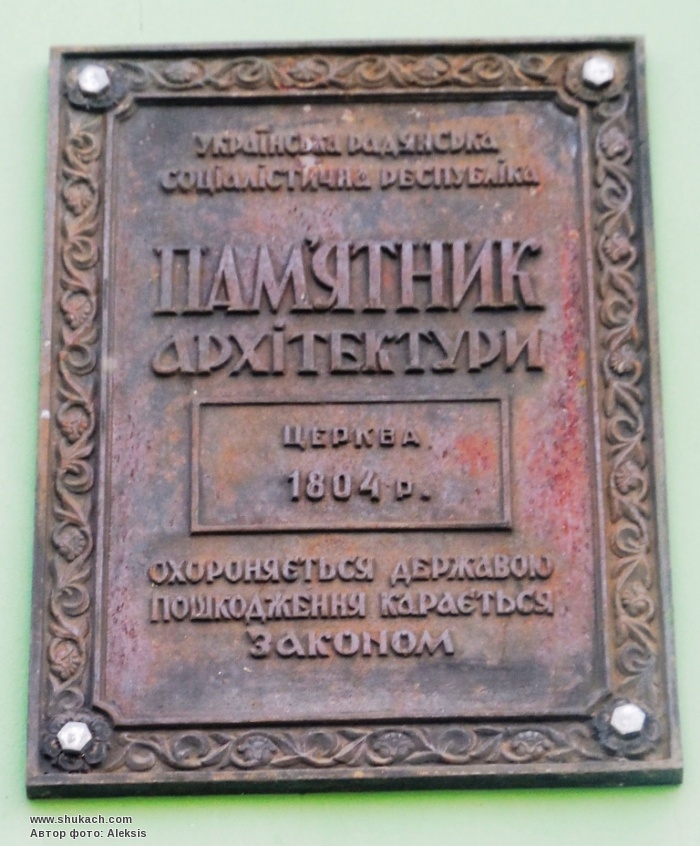 УКРАЇНСЬКА РАДЯНСЬКА
СОЦІАЛІСТИЧНА РЕСПУБЛІКА
ПАМ'ЯТНИК
АРХІТЕКТУРИ
ЦЕРКВА
1804 р.
ОХОРОНЯЄТЬСЯ ДЕРЖАВОЮ
ПОШКОДЖЕННЯ КАРАЄТЬСЯ
ЗАКОНОМ
www.shukach.com
Автор фото: Aleksis